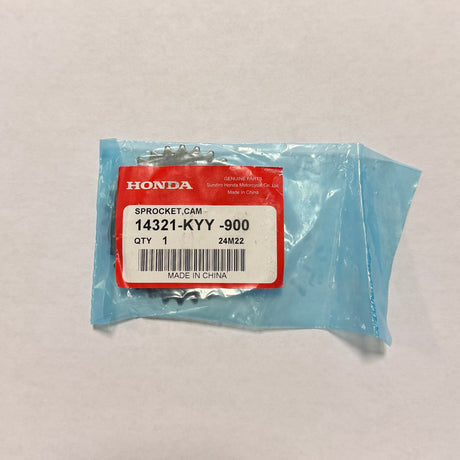 HONDA
GENUINE PARTS
Sundiro Honda Motorcycle Co. Ltd.
Made in China
SPROCKET,CAM
14321-KYY -900
QTY 1 24M22
MADE IN CHINA